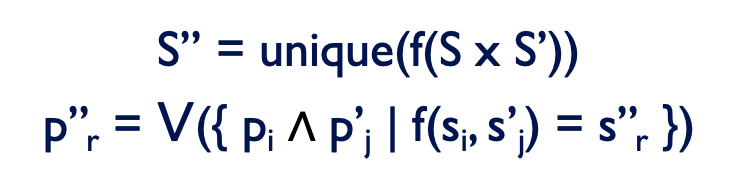 S” = unique(f(S x S’))
p”ᵣ = V({ pᵢ ∧ p’ⱼ | f(sᵢ, s’ⱼ) = s”ᵣ })